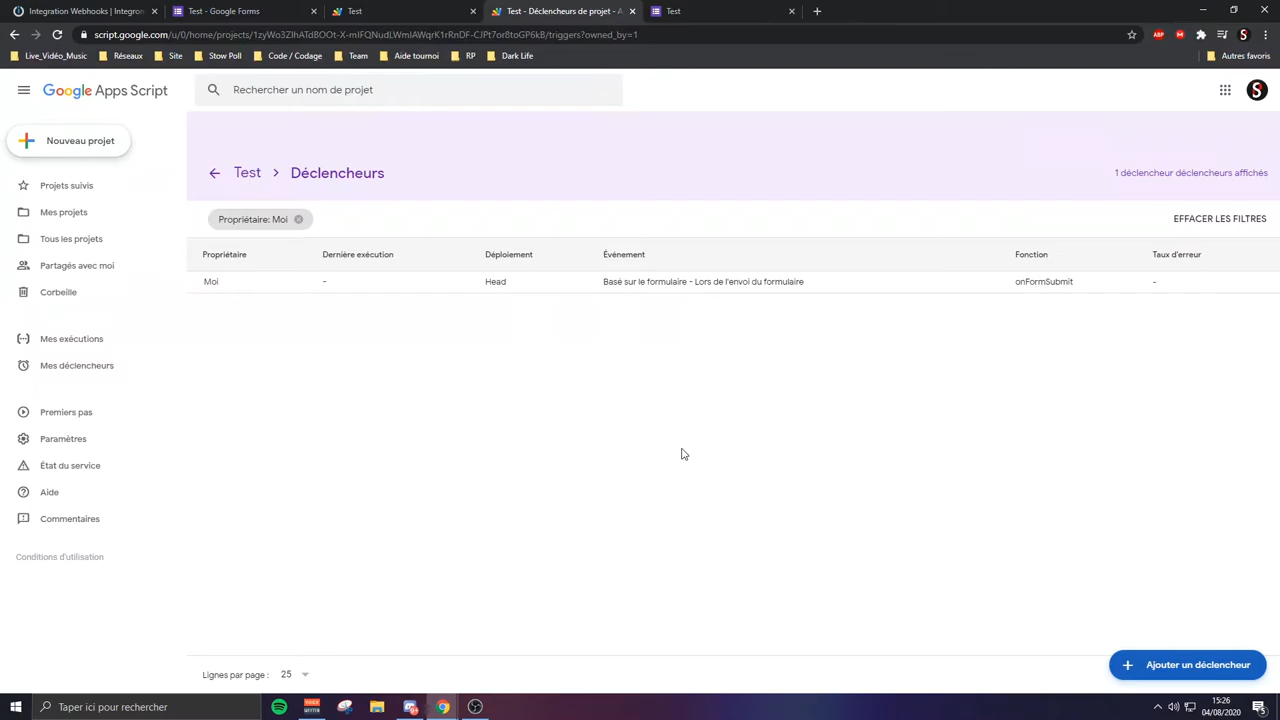 Integration Webhooks | Integrom
Test - Google Forms
Test
Test - Déclencheurs de projet - A
Test
script.google.com/u/0/home/projects/1zyWo3ZIhATdBOOt-X-mIFQNudLWmlAWqrK1rRnDF-CJPt7or8toGP6kB/triggers?owned_by=1
Live_Vidéo_Music
Réseaux
Site
Stow Poll
Code / Codage
Team
Aide tournoi
RP
Dark Life
Autres favoris
Google Apps Script
Rechercher un nom de projet
Nouveau projet
Test
Déclencheurs
1 déclencheur déclencheurs affichés
Projets suivis
Mes projets
Tous les projets
Partagés avec moi
Corbeille
Mes exécutions
Mes déclencheurs
Premiers pas
Paramètres
État du service
Aide
Commentaires
Conditions d'utilisation
Propriétaire: Moi
EFFACER LES FILTRES
Propriétaire Dernière exécution Déploiement Événement Fonction Taux d'erreur
Moi - Head Basé sur le formulaire - Lors de l'envoi du formulaire onFormSubmit -
Lignes par page : 25
Ajouter un déclencheur
Taper ici pour rechercher
15:26
04/08/2020